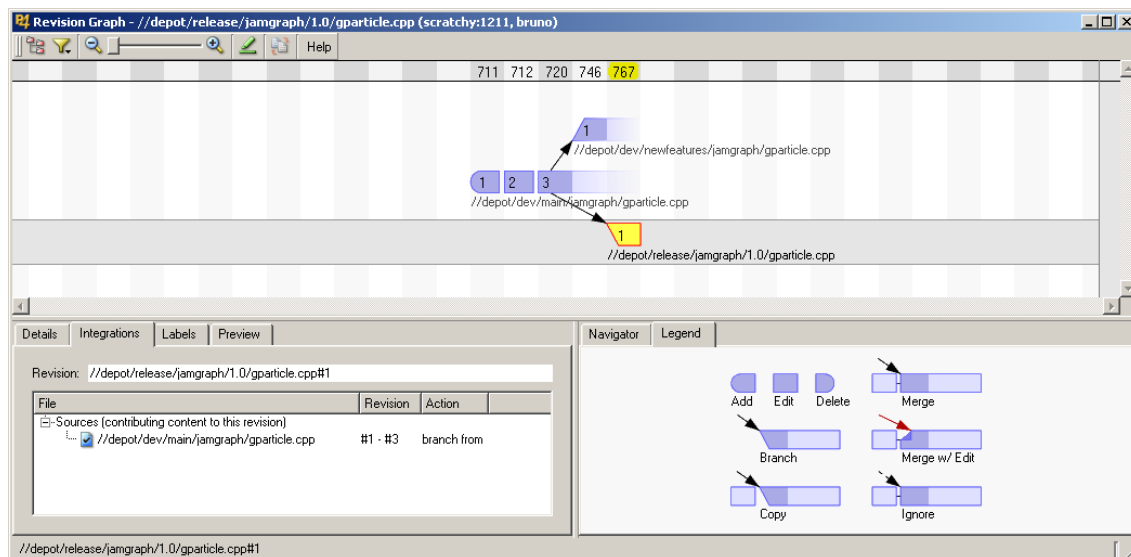 Revision Graph - //depot/release/jamgraph/1.0/gparticle.cpp (scratchy:1211, bruno)
Help
711 712 720 746 767
1
//depot/dev/newfeatures/jamgraph/gparticle.cpp
1 2 3
//depot/dev/main/jamgraph/gparticle.cpp
1
//depot/release/jamgraph/1.0/gparticle.cpp
Details Integrations Labels Preview
Revision: //depot/release/jamgraph/1.0/gparticle.cpp#1
File Revision Action
Sources (contributing content to this revision)
//depot/dev/main/jamgraph/gparticle.cpp #1 - #3 branch from
Navigator Legend
Add Edit Delete Merge
Branch Merge w/ Edit
Copy Ignore
//depot/release/jamgraph/1.0/gparticle.cpp#1